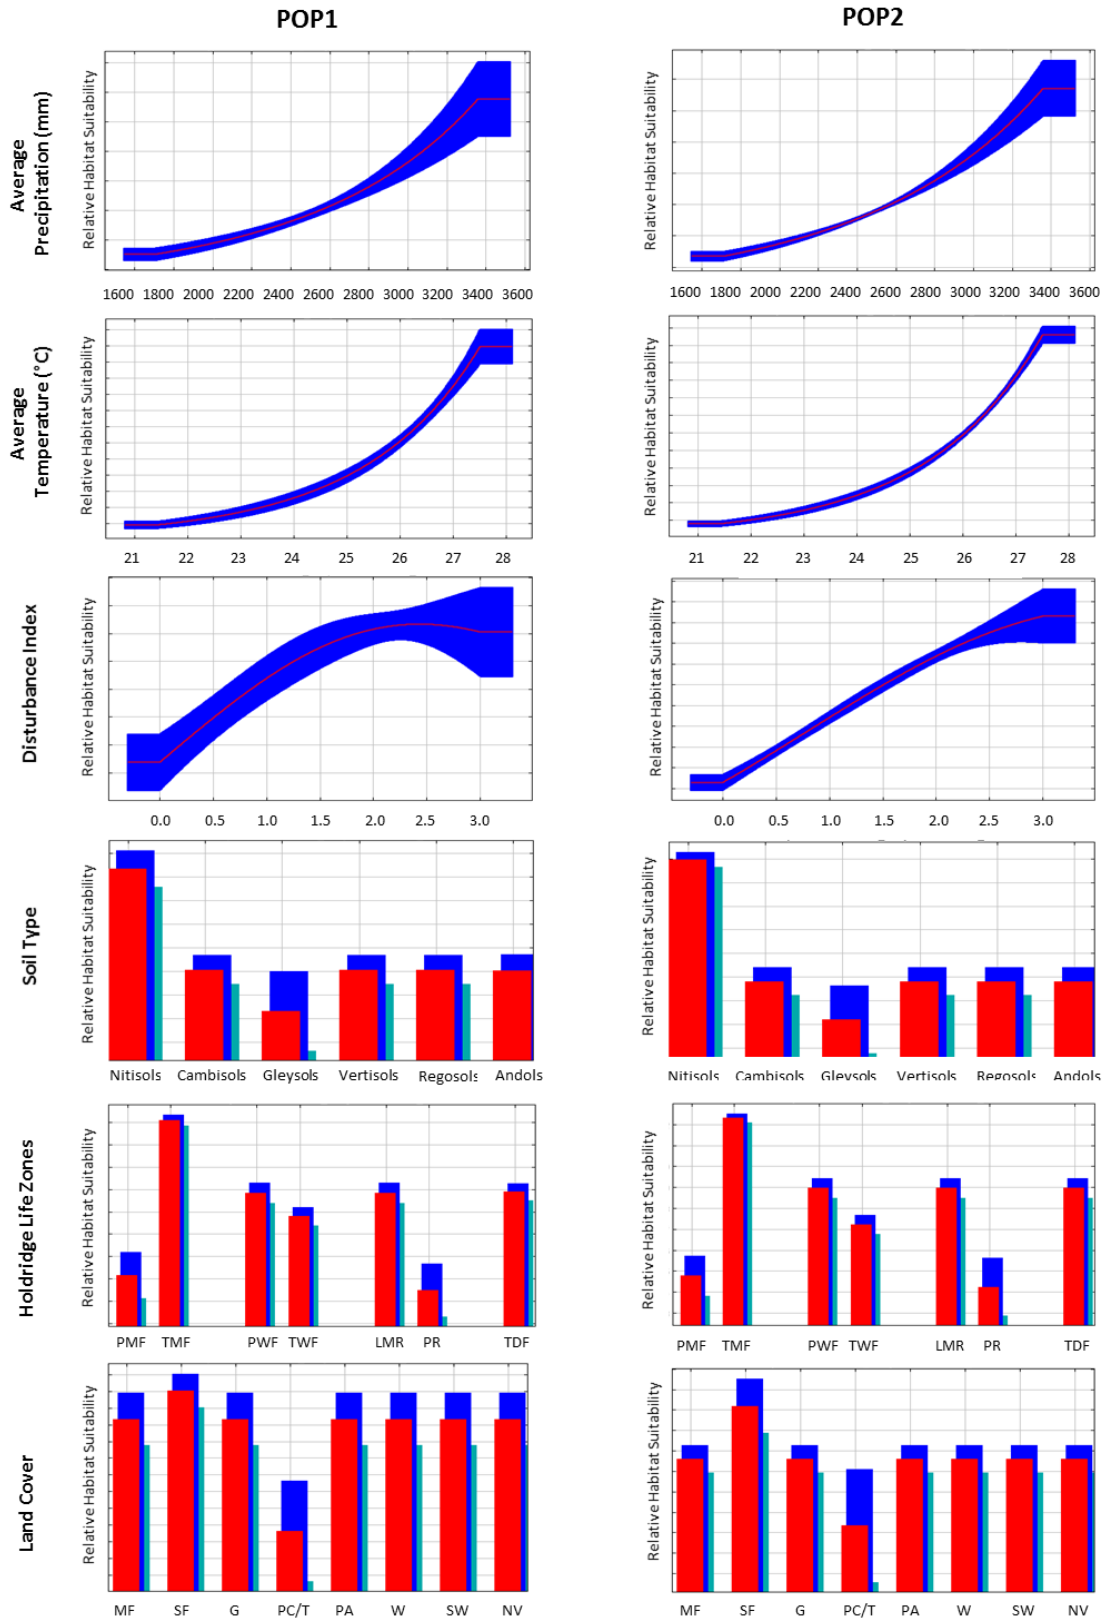 POP1 POP2
Average
Precipitation (mm)
Relative Habitat Suitability
Relative Habitat Suitability
1600 1800 2000 2200 2400 2600 2800 3000 3200 3400 3600
1600 1800 2000 2200 2400 2600 2800 3000 3200 3400 3600
Average
Temperature (°C)
Relative Habitat Suitability
Relative Habitat Suitability
21 22 23 24 25 26 27 28
21 22 23 24 25 26 27 28
Disturbance Index
Relative Habitat Suitability
Relative Habitat Suitability
0.0 0.5 1.0 1.5 2.0 2.5 3.0
0.0 0.5 1.0 1.5 2.0 2.5 3.0
Soil Type
Relative Habitat Suitability
Relative Habitat Suitability
Nitisols Cambisols Gleysols Vertisols Regosols Andols
Nitisols Cambisols Gleysols Vertisols Regosols Andols
Holdridge Life Zones
Relative Habitat Suitability
Relative Habitat Suitability
PMF TMF PWF TWF LMR PR TDF
PMF TMF PWF TWF LMR PR TDF
Land Cover
Relative Habitat Suitability
Relative Habitat Suitability
MF SF G PC/T PA W SW NV
MF SF G PC/T PA W SW NV